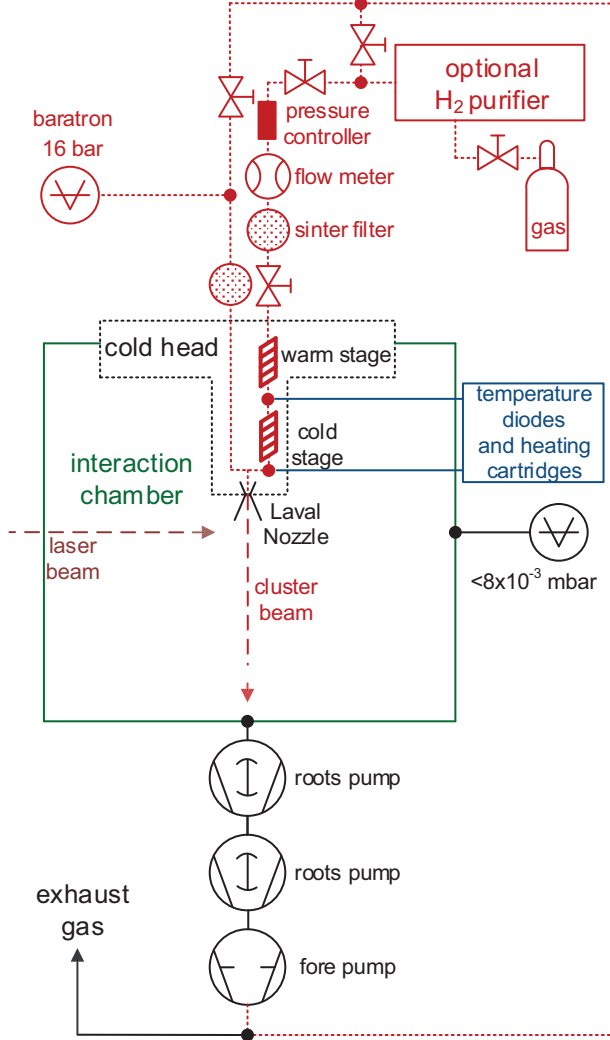 optional
H₂ purifier
baratron
16 bar
pressure
controller
flow meter
gas
sinter filter
cold head
warm stage
temperature
diodes
and heating
cartridges
cold
stage
interaction
chamber
Laval
Nozzle
laser
beam
<8x10⁻³ mbar
cluster
beam
roots pump
roots pump
exhaust
gas
fore pump